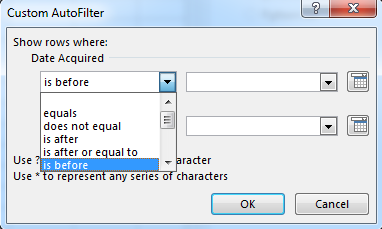 Custom AutoFilter
?
Show rows where:
Date Acquired
is before
equals
does not equal
is after
is after or equal to
is before
Use ? aracter
Use * to represent any series of characters
OK
Cancel